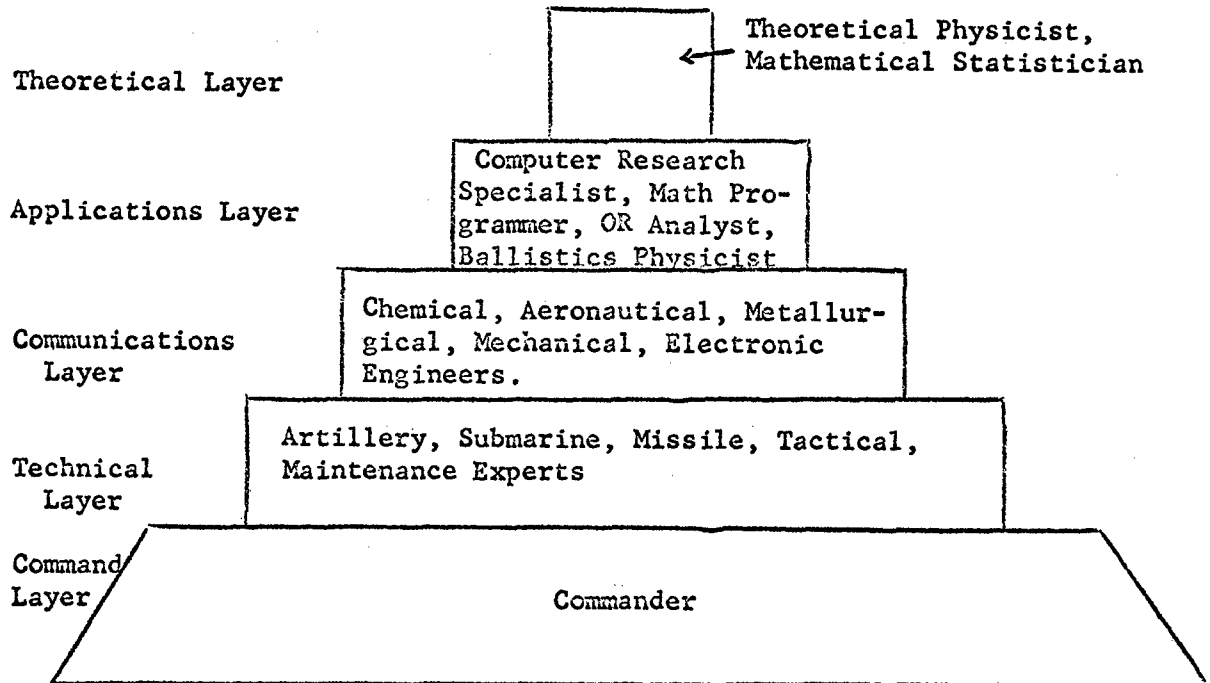 Theoretical Physicist,
Mathematical Statistician
Theoretical Layer
Computer Research
Specialist, Math Pro-
grammer, OR Analyst,
Ballistics Physicist
Applications Layer
Chemical, Aeronautical, Metallur-
gical, Mechanical, Electronic
Engineers.
Communications
Layer
Artillery, Submarine, Missile, Tactical,
Maintenance Experts
Technical
Layer
Command
Layer
Commander